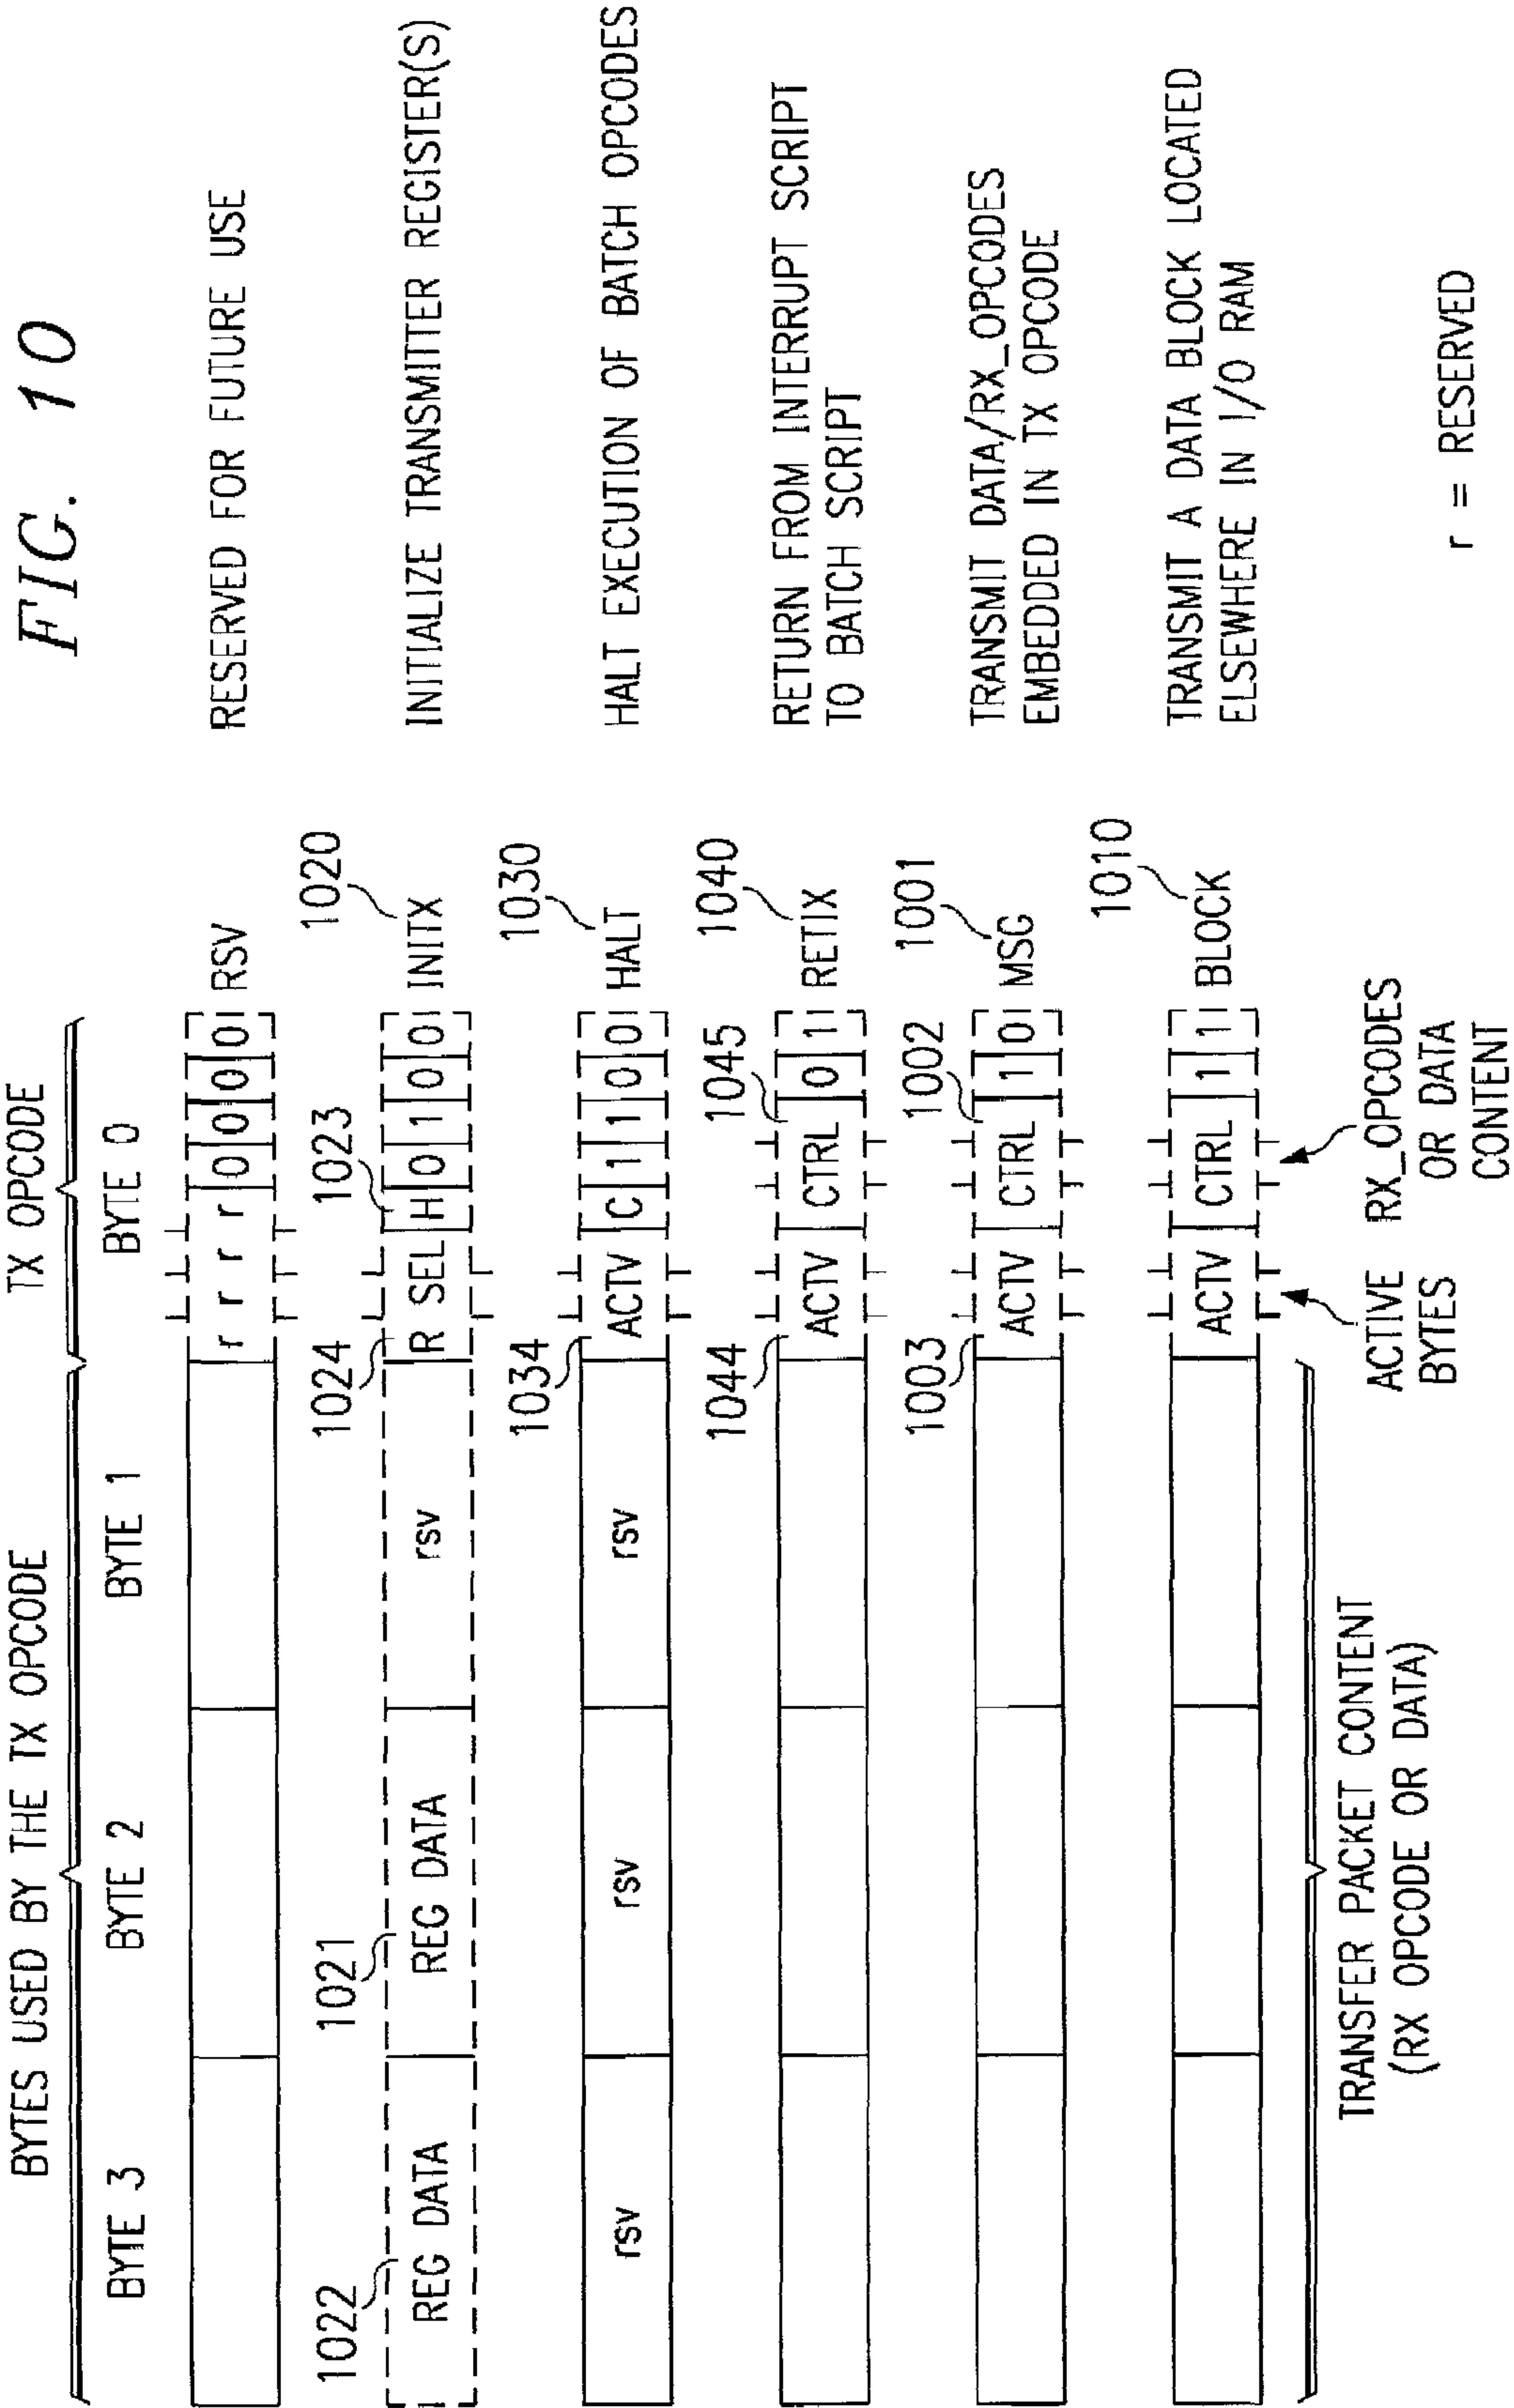 FIG. 10
BYTES USED BY THE TX OPCODE
TX OPCODE
BYTE 3 BYTE 2 BYTE 1 BYTE 0
r r r r 0 0 0 0 RSV
RESERVED FOR FUTURE USE
1022 1021 1024 1023 1020
REG DATA REG DATA rsv R SEL H 0 1 0 0 INITX
INITIALIZE TRANSMITTER REGISTER(S)
1034 1030
rsv rsv rsv ACTV C 1 1 0 0 HALT
HALT EXECUTION OF BATCH OPCODES
1044 1045 1040
ACTV CTRL 0 1 RETIX
RETURN FROM INTERRUPT SCRIPT
TO BATCH SCRIPT
1003 1002 1001
ACTV CTRL 1 0 MSG
TRANSMIT DATA/RX_OPCODES
EMBEDDED IN TX OPCODE
1010
ACTV CTRL 1 1 BLOCK
TRANSMIT A DATA BLOCK LOCATED
ELSEWHERE IN I/O RAM
TRANSFER PACKET CONTENT
(RX OPCODE OR DATA)
ACTIVE
BYTES
RX_OPCODES
OR DATA
CONTENT
r = RESERVED